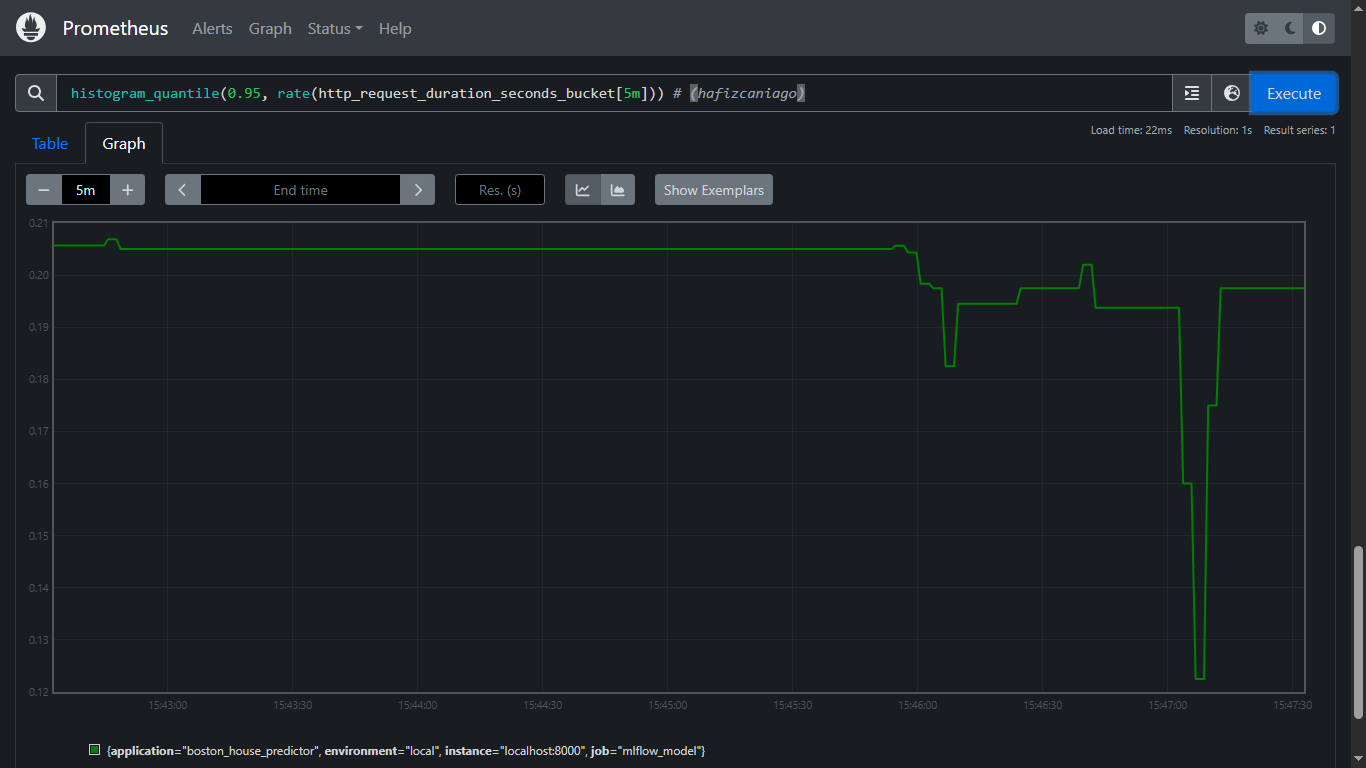 Prometheus Alerts Graph Status Help
histogram_quantile(0.95, rate(http_request_duration_seconds_bucket[5m])) # (hafizcaniago) Execute
Load time: 22ms Resolution: 1s Result series: 1
Table Graph
5m End time Res. (s) Show Exemplars
0.21
0.20
0.19
0.18
0.17
0.16
0.15
0.14
0.13
0.12
15:43:00 15:43:30 15:44:00 15:44:30 15:45:00 15:45:30 15:46:00 15:46:30 15:47:00 15:47:30
{application="boston_house_predictor", environment="local", instance="localhost:8000", job="mlflow_model"}